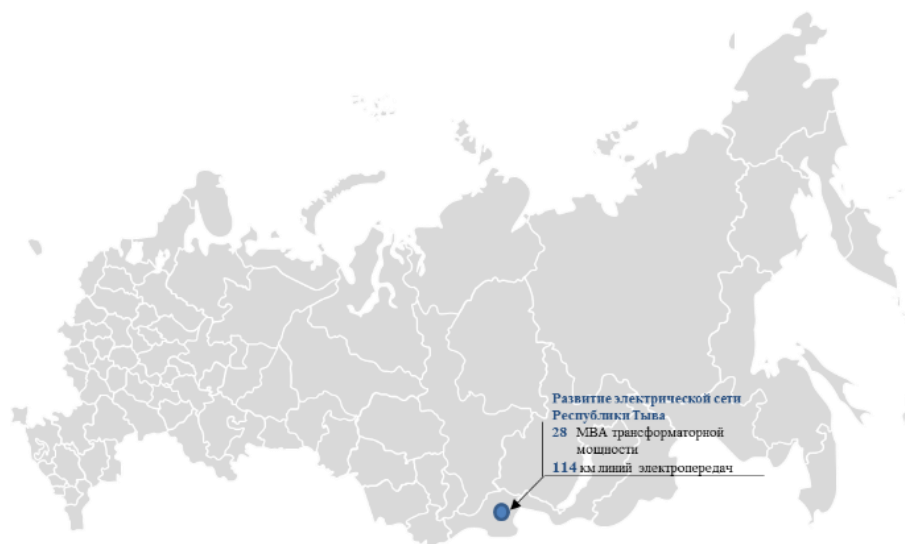 Развитие электрической сети
Республики Тыва
28 МВА трансформаторной
мощности
114 км линий электропередач